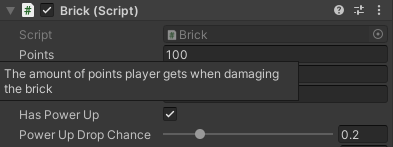 Brick (Script)
Script
Brick
Points
100
The amount of points player gets when damaging
the brick
Has Power Up
Power Up Drop Chance
0.2